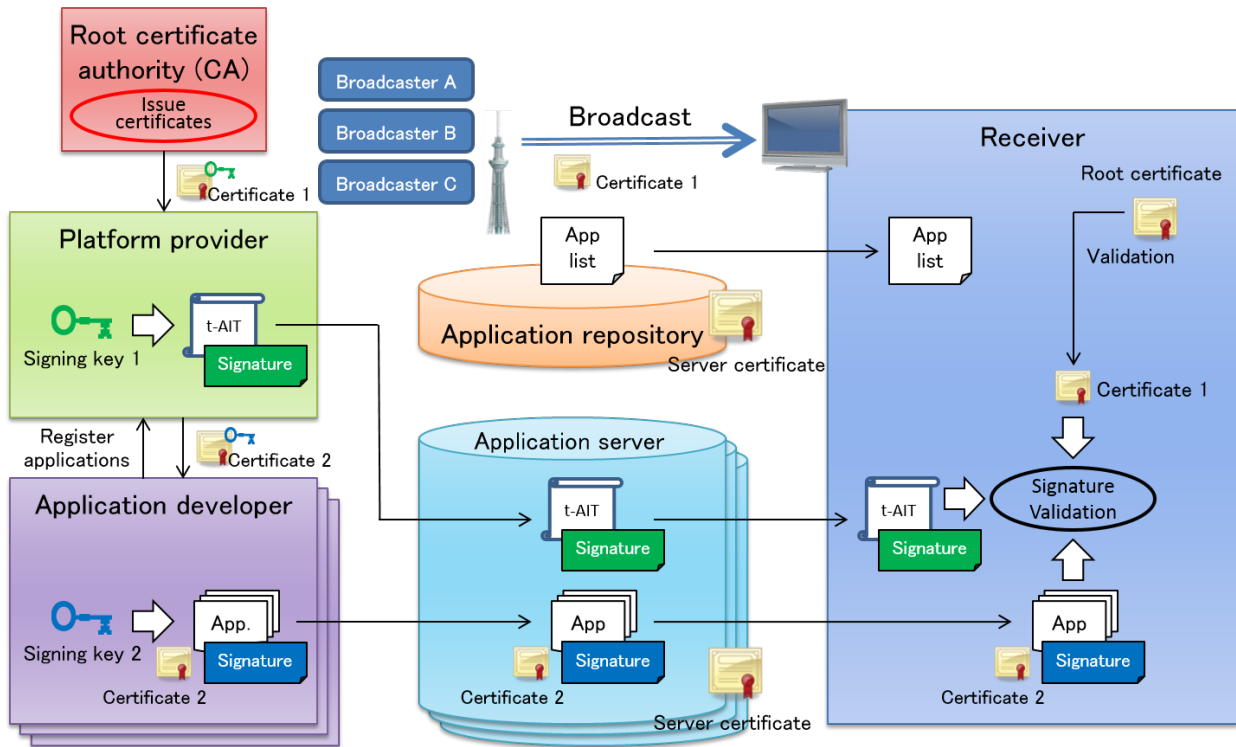 Root certificate
authority (CA)
Issue
certificates
Certificate 1
Broadcaster A
Broadcaster B
Broadcaster C
Broadcast
Certificate 1
Receiver
Root certificate
Validation
Certificate 1
Signature
Validation
Platform provider
Signing key 1
t-AIT
Signature
App
list
Application repository
Server certificate
App
list
Register
applications
Certificate 2
Application developer
Signing key 2
App.
Signature
Certificate 2
Application server
t-AIT
Signature
App
Signature
Certificate 2
Server certificate
t-AIT
Signature
App
Signature
Certificate 2